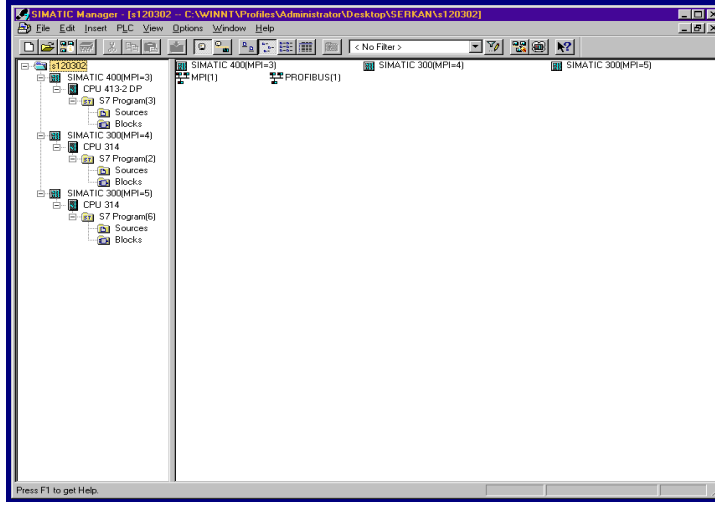 SIMATIC Manager - [s120302 -- C:\WINNT\Profiles\Administrator\Desktop\SERKAN\s120302]
File Edit Insert PLC View Options Window Help
< No Filter >
s120302
SIMATIC 400(MPI=3)
CPU 413-2 DP
S7 Program(3)
Sources
Blocks
SIMATIC 300(MPI=4)
CPU 314
S7 Program(2)
Sources
Blocks
SIMATIC 300(MPI=5)
CPU 314
S7 Program(6)
Sources
Blocks
SIMATIC 400(MPI=3) SIMATIC 300(MPI=4) SIMATIC 300(MPI=5)
MPI(1) PROFIBUS(1)
Press F1 to get Help.